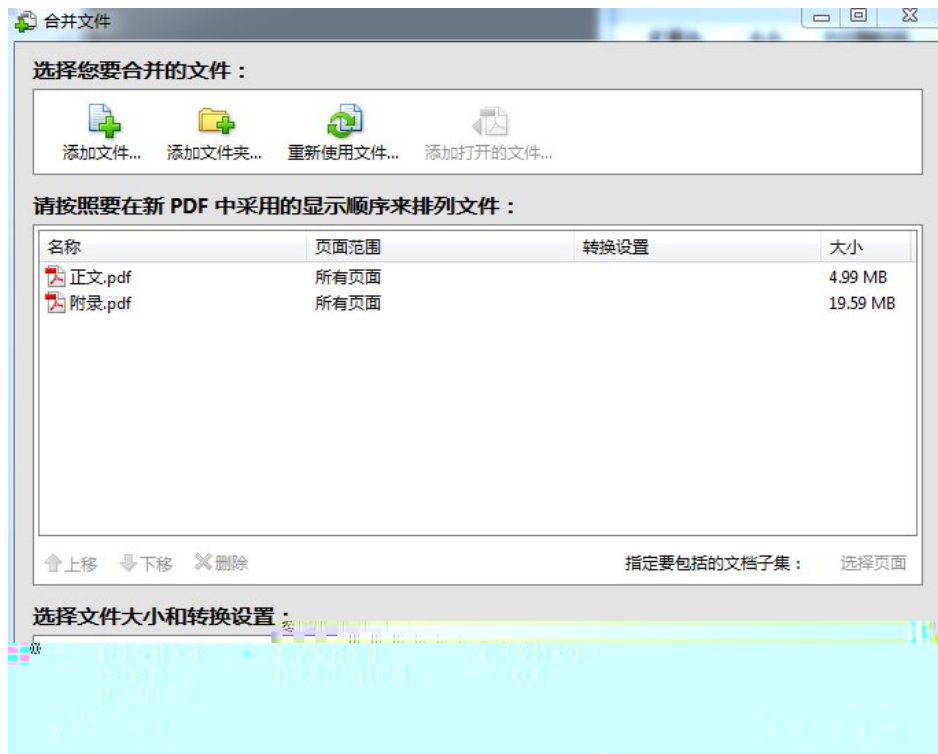 合并文件
选择您要合并的文件：
添加文件... 添加文件夹... 重新使用文件... 添加打开的文件...
请按照要在新 PDF 中采用的显示顺序来排列文件：
名称 页面范围 转换设置 大小
正文.pdf 所有页面 4.99 MB
附录.pdf 所有页面 19.59 MB
上移 下移 删除 指定要包括的文档子集： 选择页面
选择文件大小和转换设置：